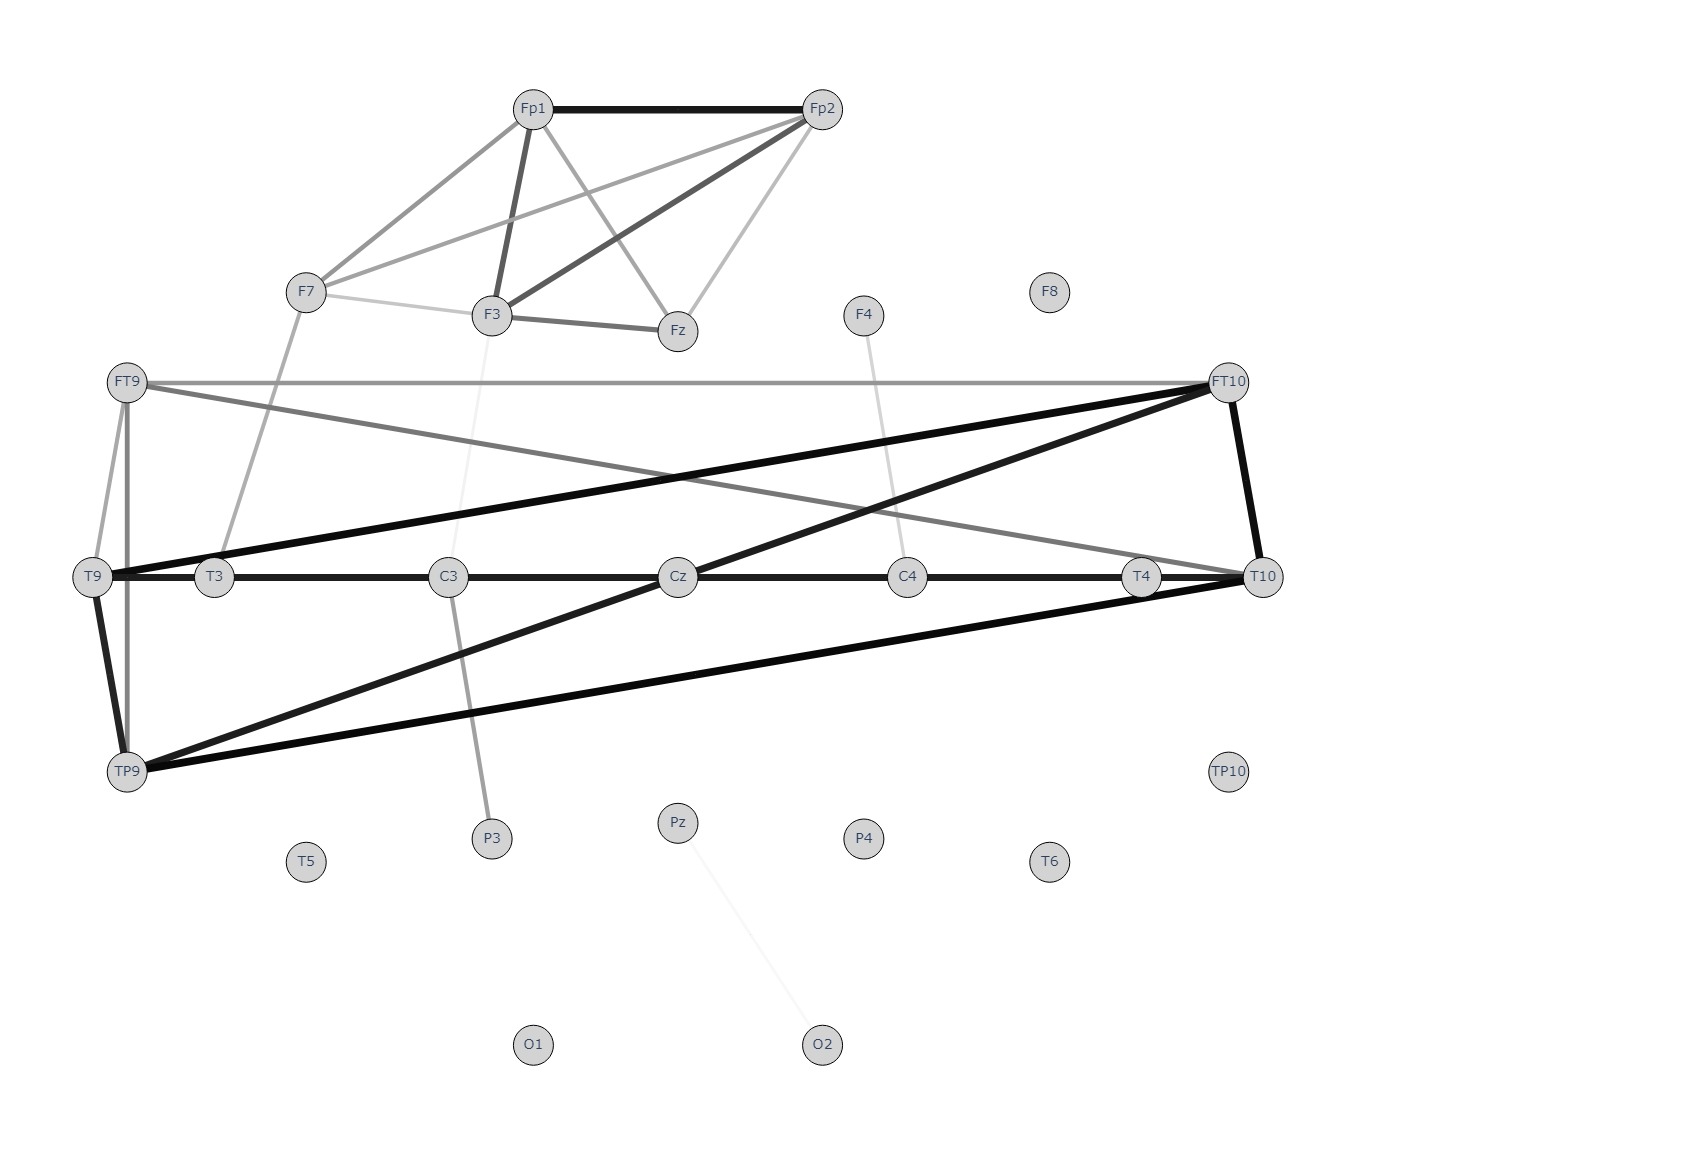 Fp1 Fp2
F7 F3 Fz F4 F8
FT9 FT10
T9 T3 C3 Cz C4 T4 T10
TP9 TP10
T5 P3 Pz P4 T6
O1 O2